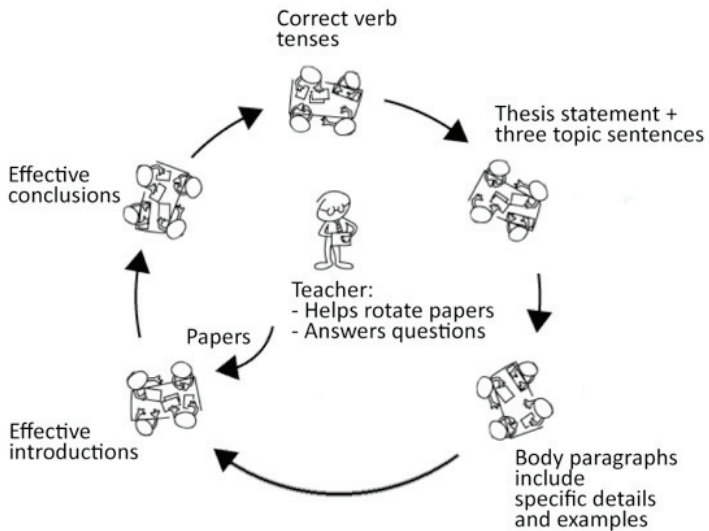 Correct verb
tenses
Thesis statement +
three topic sentences
Effective
conclusions
Teacher:
- Helps rotate papers
- Answers questions
Papers
Effective
introductions
Body paragraphs
include
specific details
and examples